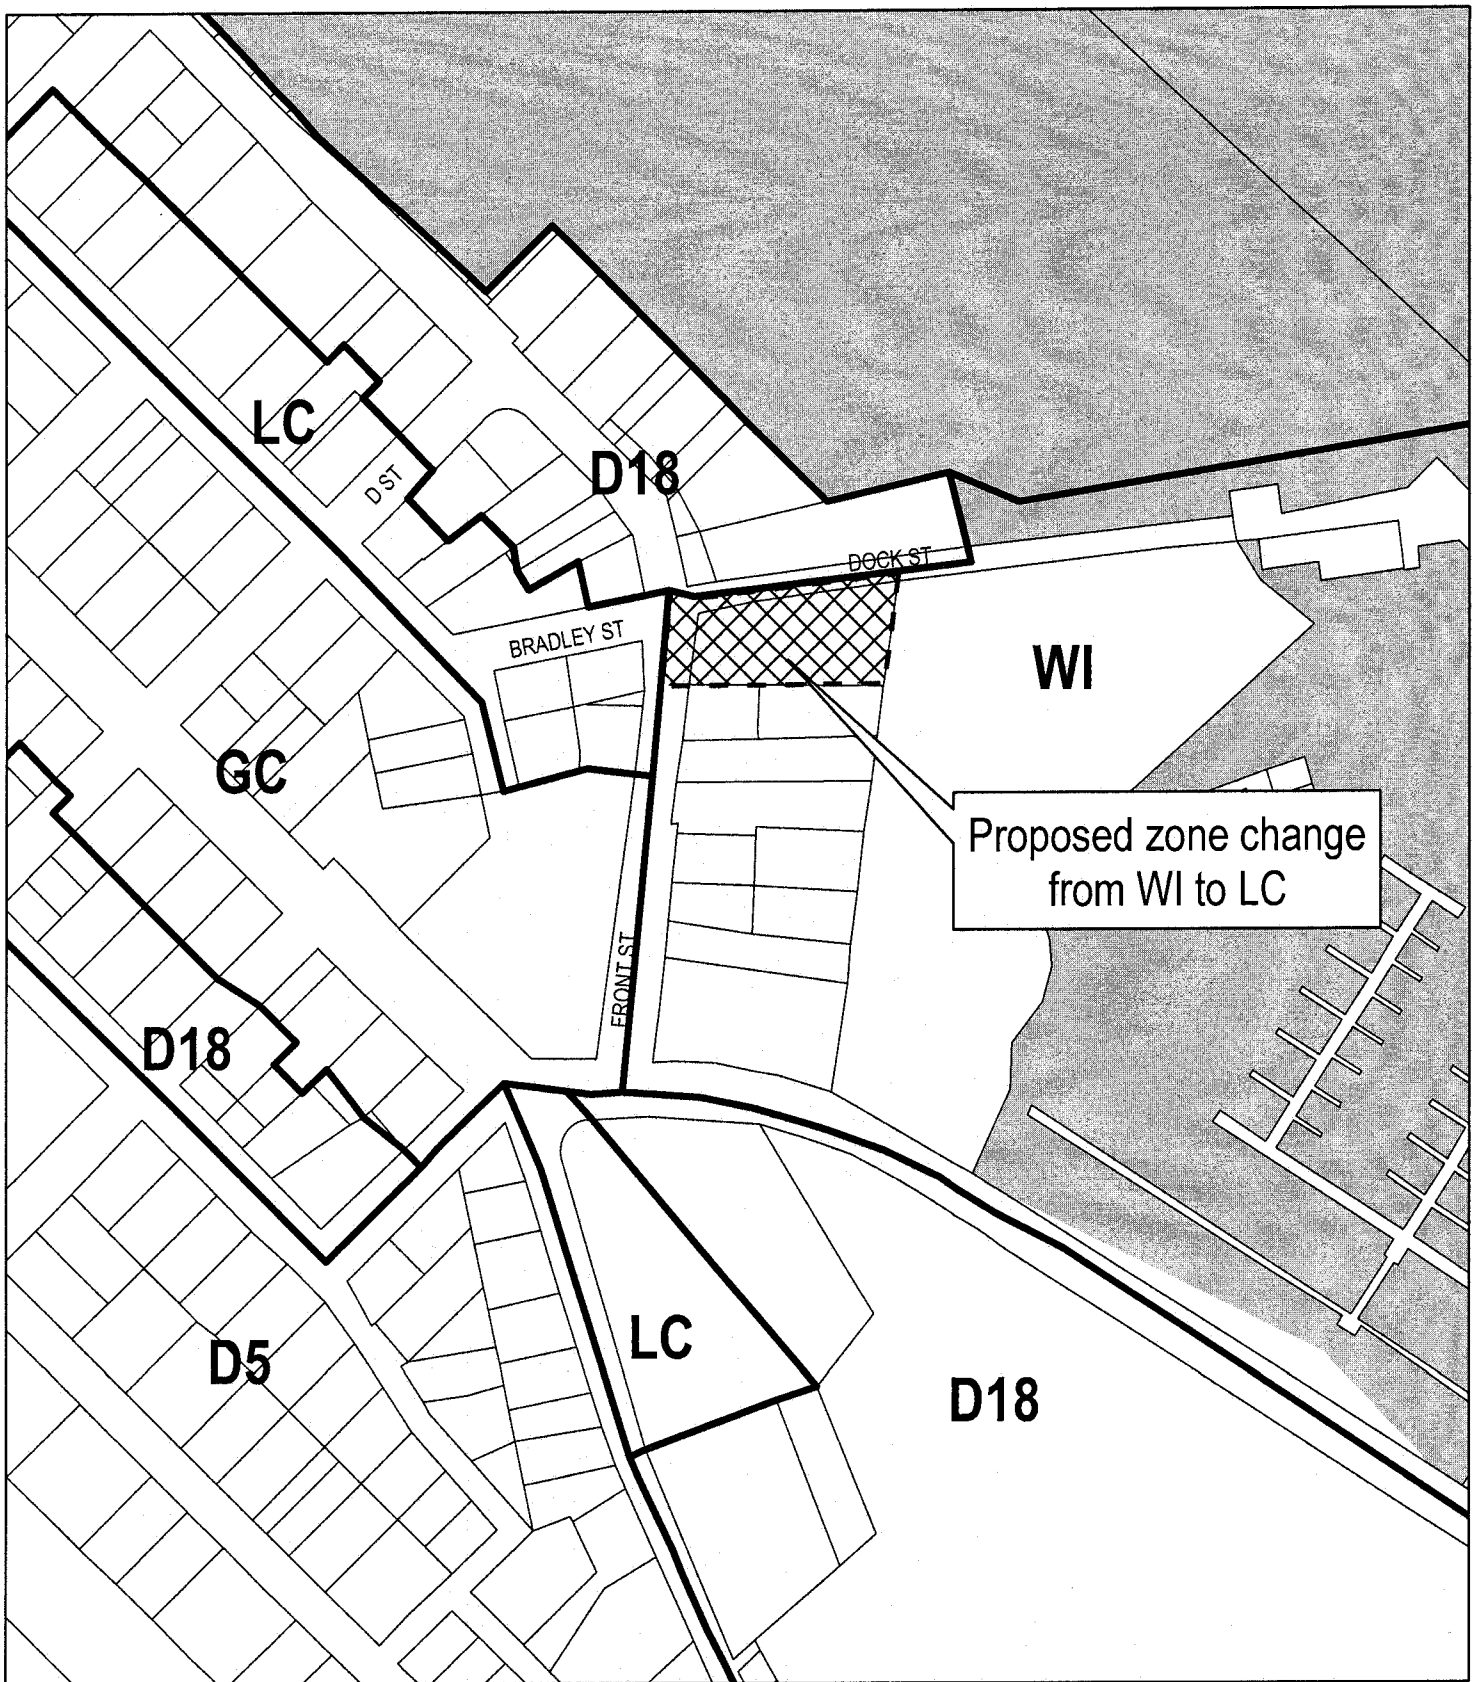 LC
D18
D ST
DOCK ST
BRADLEY ST
WI
GC
Proposed zone change
from WI to LC
FRONT ST
D18
LC
D5
D18